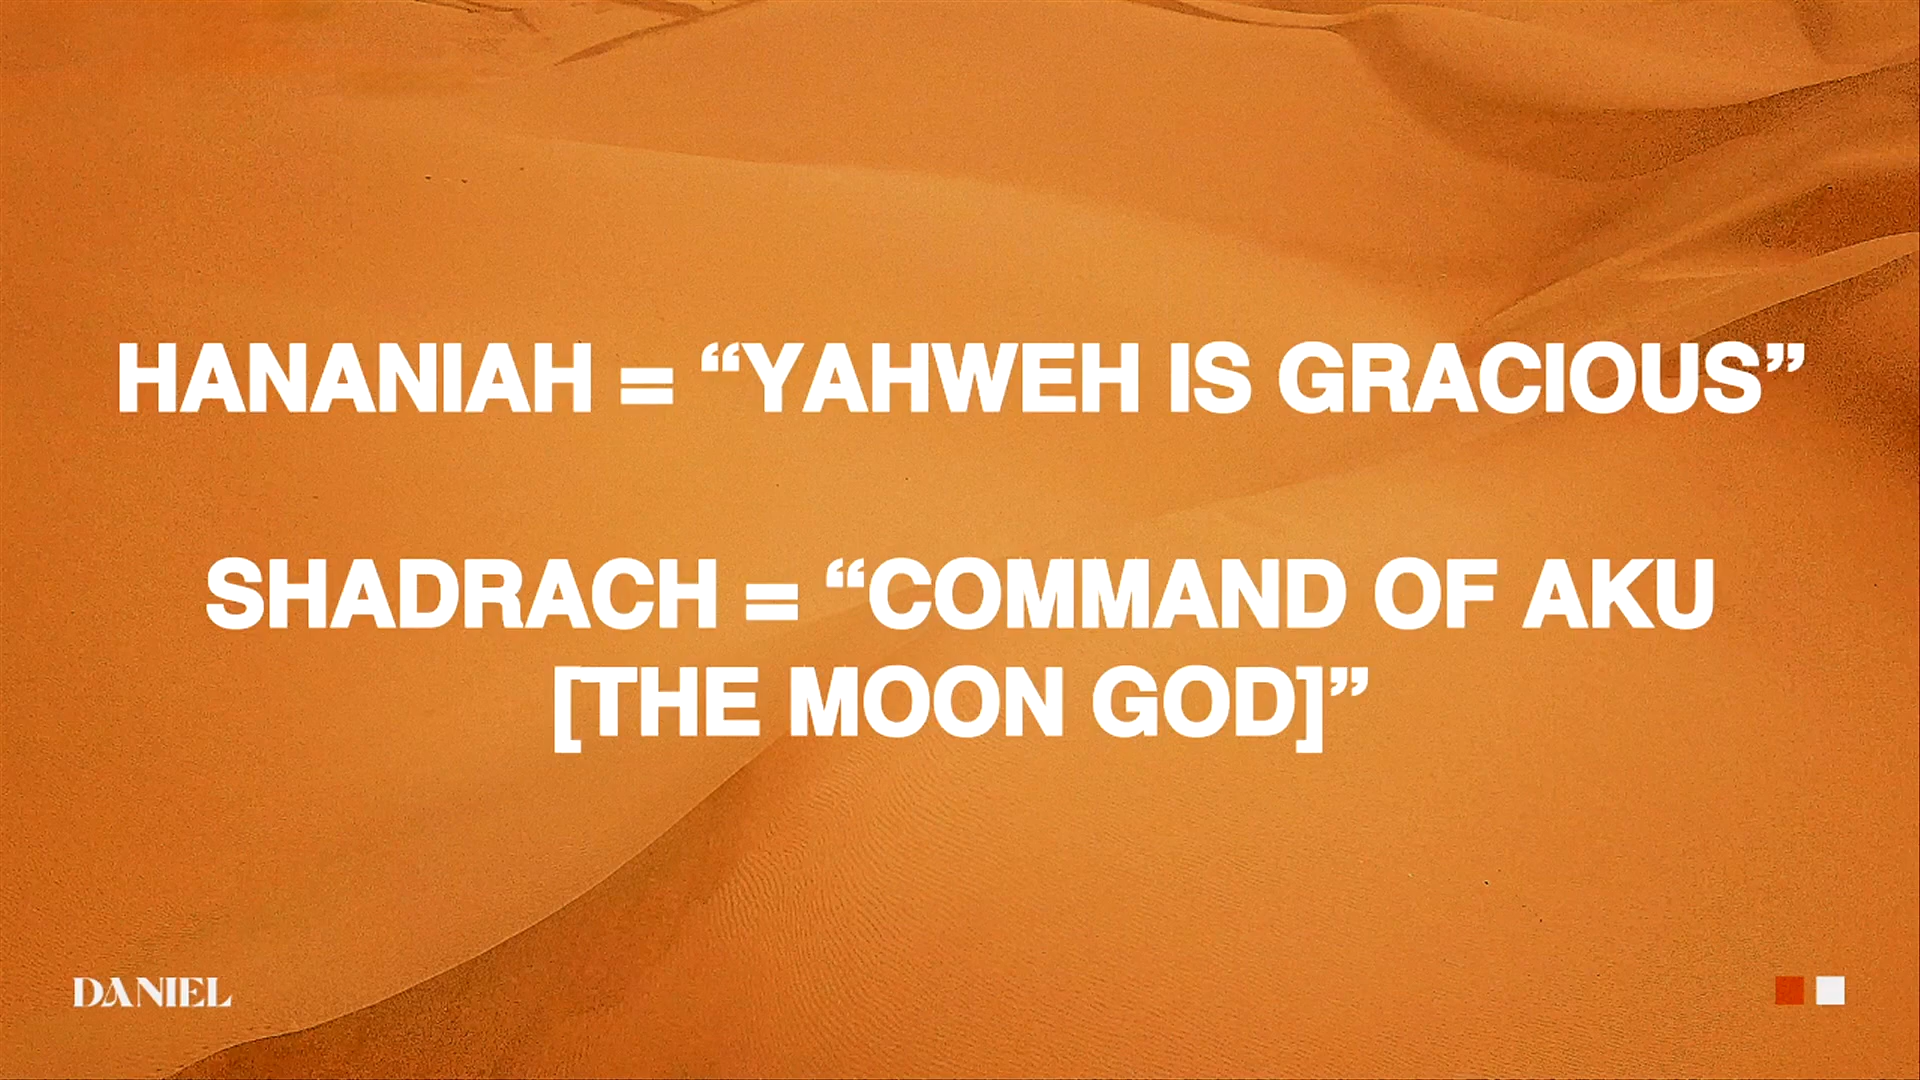 HANANIAH = “YAHWEH IS GRACIOUS”
SHADRACH = “COMMAND OF AKU
[THE MOON GOD]”
DANIEL